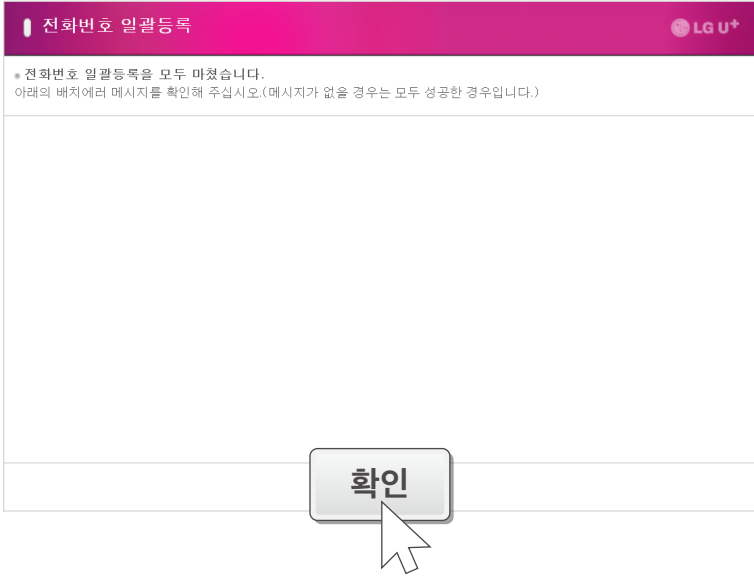 전화번호 일괄등록
LG U+
전화번호 일괄등록을 모두 마쳤습니다.
아래의 배치에러 메시지를 확인해 주십시오.(메시지가 없을 경우는 모두 성공한 경우입니다.)
확인